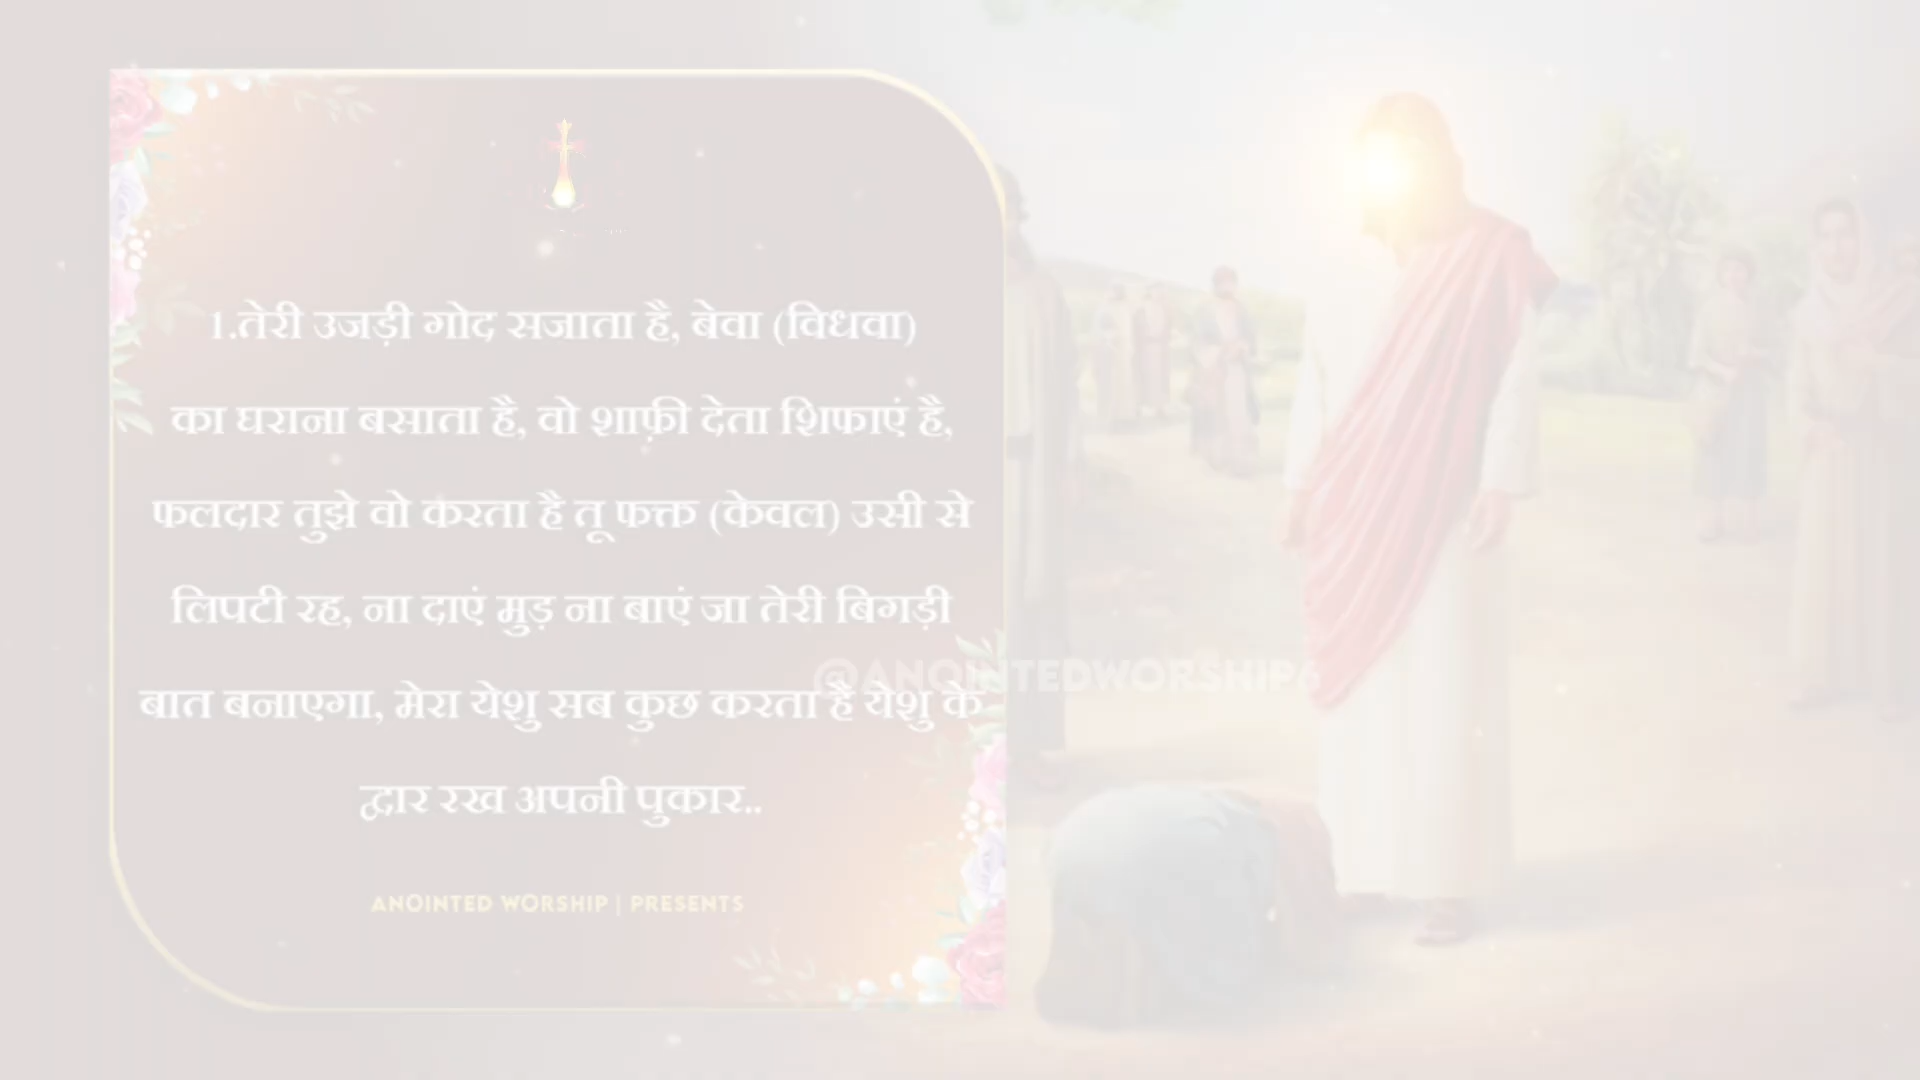 1.तेरी उजड़ी गोद सजाता है, बेवा (विधवा)
का घराना बसाता है, वो शाफ़ी देता शिफाएं है,
फलदार तुझे वो करता है तू फक्त (केवल) उसी से
लिपटी रह, ना दाएं मुड़ ना बाएं जा तेरी बिगड़ी
@ANOINTEDWORSHIP6
बात बनाएगा, मेरा येशु सब कुछ करता है येशु के
द्वार रख अपनी पुकार..
ANOINTED WORSHIP | PRESENTS